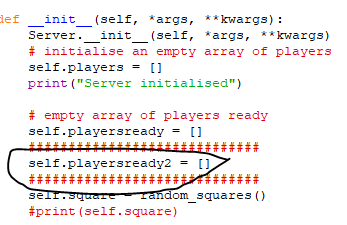 def __init__(self, *args, **kwargs):
Server.__init__(self, *args, **kwargs)
# initialise an empty array of players
self.players = []
print("Server initialised")
# empty array of players ready
self.playersready = []
############################
self.playersready2 = []
############################
self.square = random_squares()
#print(self.square)